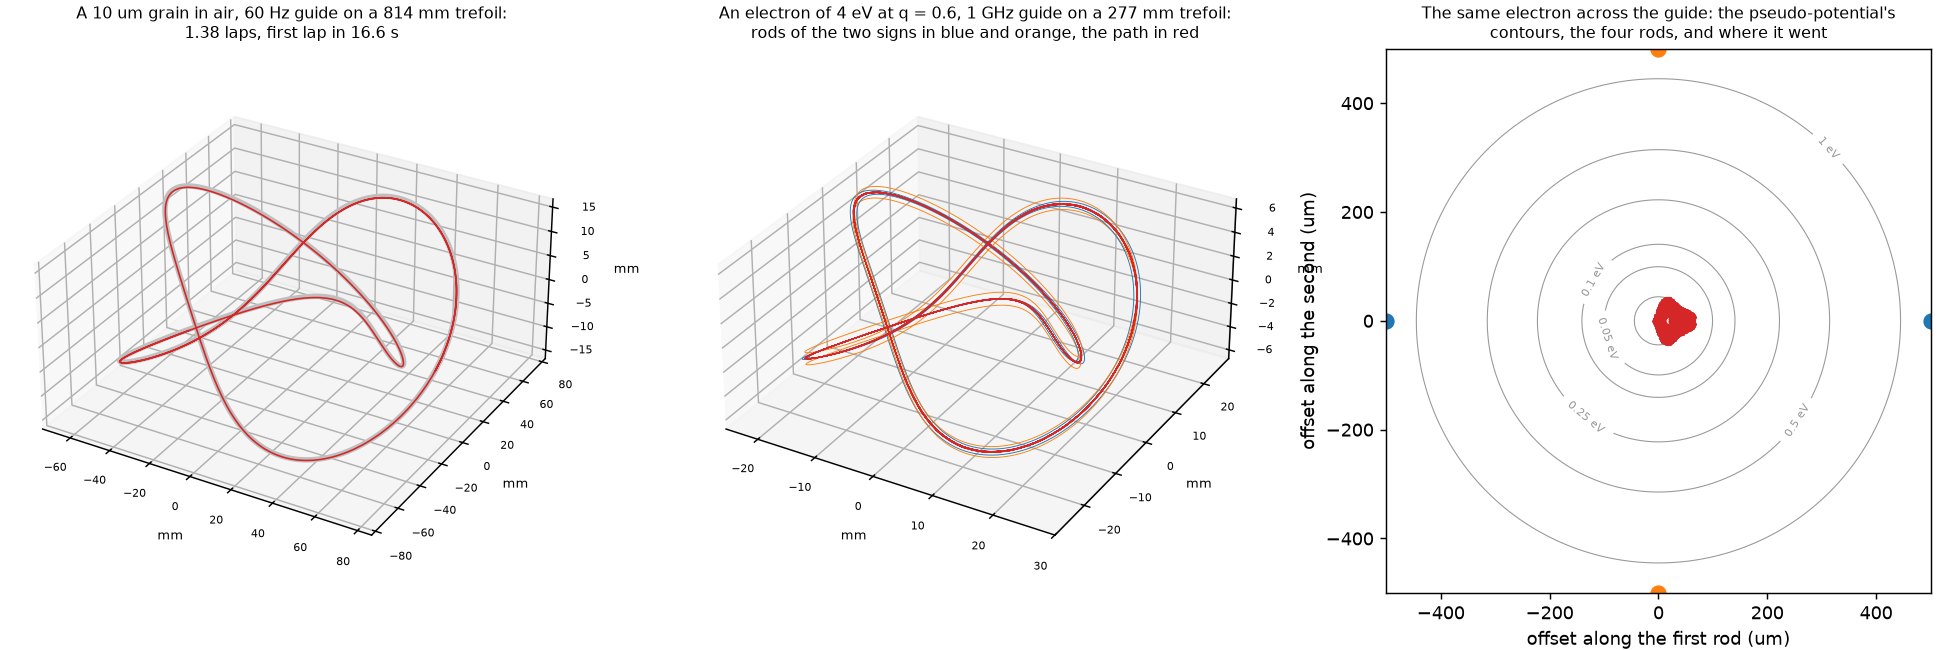 A 10 um grain in air, 60 Hz guide on a 814 mm trefoil:
1.38 laps, first lap in 16.6 s
15
10
5
0
−5
−10
−15
mm
80
60
40
20
0
−20
−40
−60
−80
mm
−60
−40
−20
0
20
40
60
80
mm
An electron of 4 eV at q = 0.6, 1 GHz guide on a 277 mm trefoil:
rods of the two signs in blue and orange, the path in red
6
4
2
0
−2
−4
−6
mm
20
10
0
−10
−20
mm
−20
−10
0
10
20
30
mm
The same electron across the guide: the pseudo-potential's
contours, the four rods, and where it went
offset along the second (um)
400
200
0
−200
−400
1 eV
0.1 eV
0.05 eV
0.25 eV
0.5 eV
−400
−200
0
200
400
offset along the first rod (um)